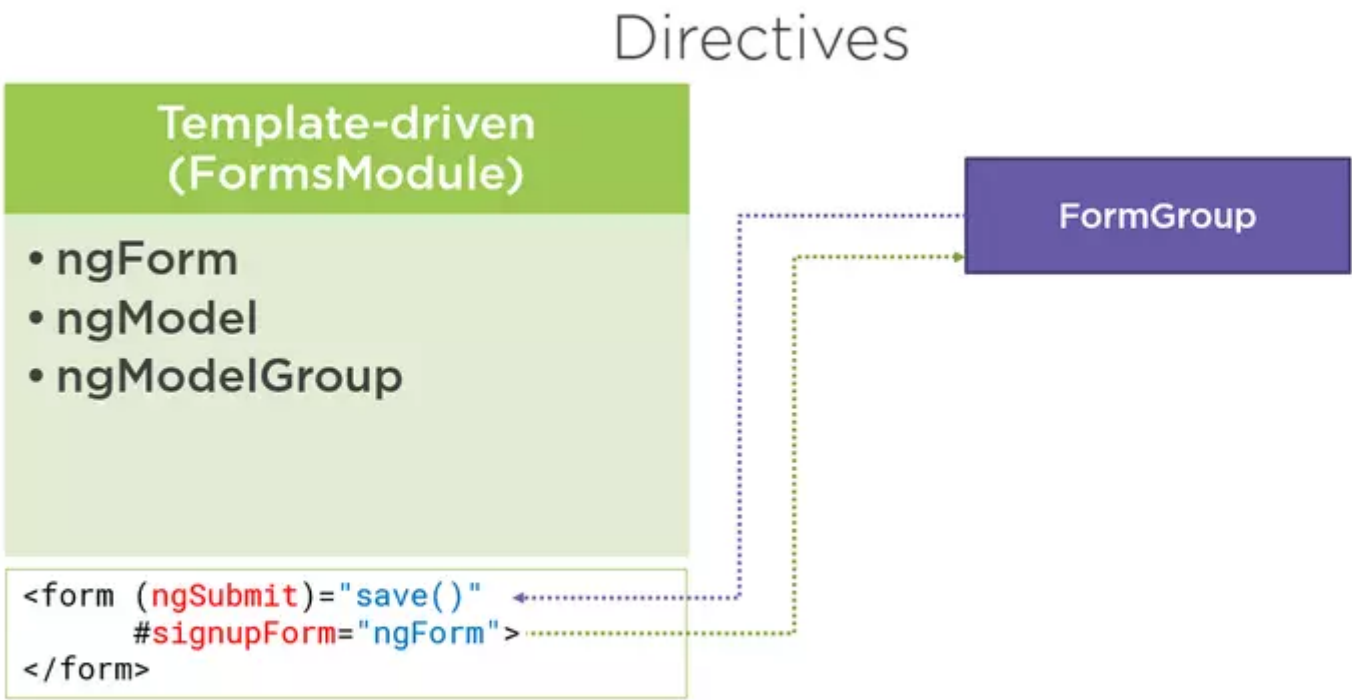 Directives
Template-driven
(FormsModule)
• ngForm
• ngModel
• ngModelGroup
FormGroup
<form (ngSubmit)="save()"
#signupForm="ngForm">
</form>